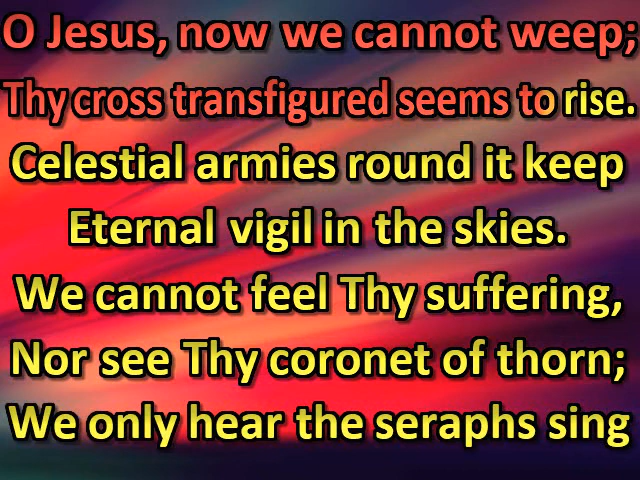 O Jesus, now we cannot weep;
Thy cross transfigured seems to rise.
Celestial armies round it keep
Eternal vigil in the skies.
We cannot feel Thy suffering,
Nor see Thy coronet of thorn;
We only hear the seraphs sing